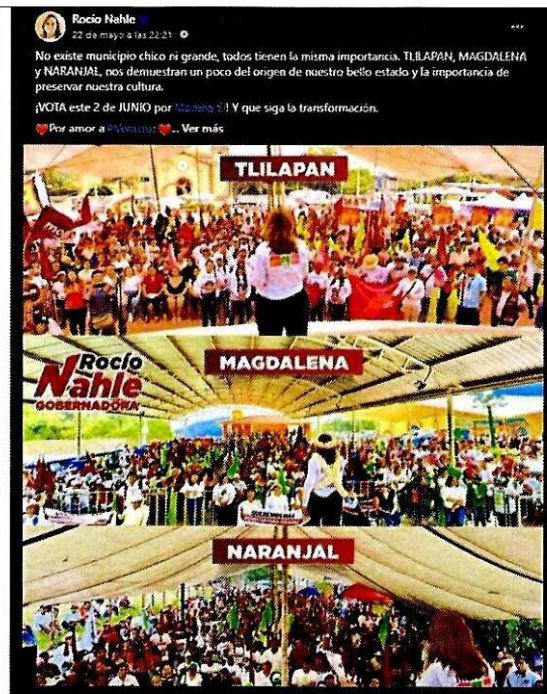 Rocío Nahle
22 de mayo a las 22:21
No existe municipio chico ni grande, todos tienen la misma importancia. TLILAPAN, MAGDALENA
y NARANJAL, nos demuestran un poco del origen de nuestro bello estado y la importancia de
preservar nuestra cultura.
¡VOTA este 2 de JUNIO por Morena Sí! Y que siga la transformación.
❤️Por amor a #Veracruz ❤️... Ver más
TLILAPAN
Rocío
Nahle
GOBERNADORA
MAGDALENA
NARANJAL